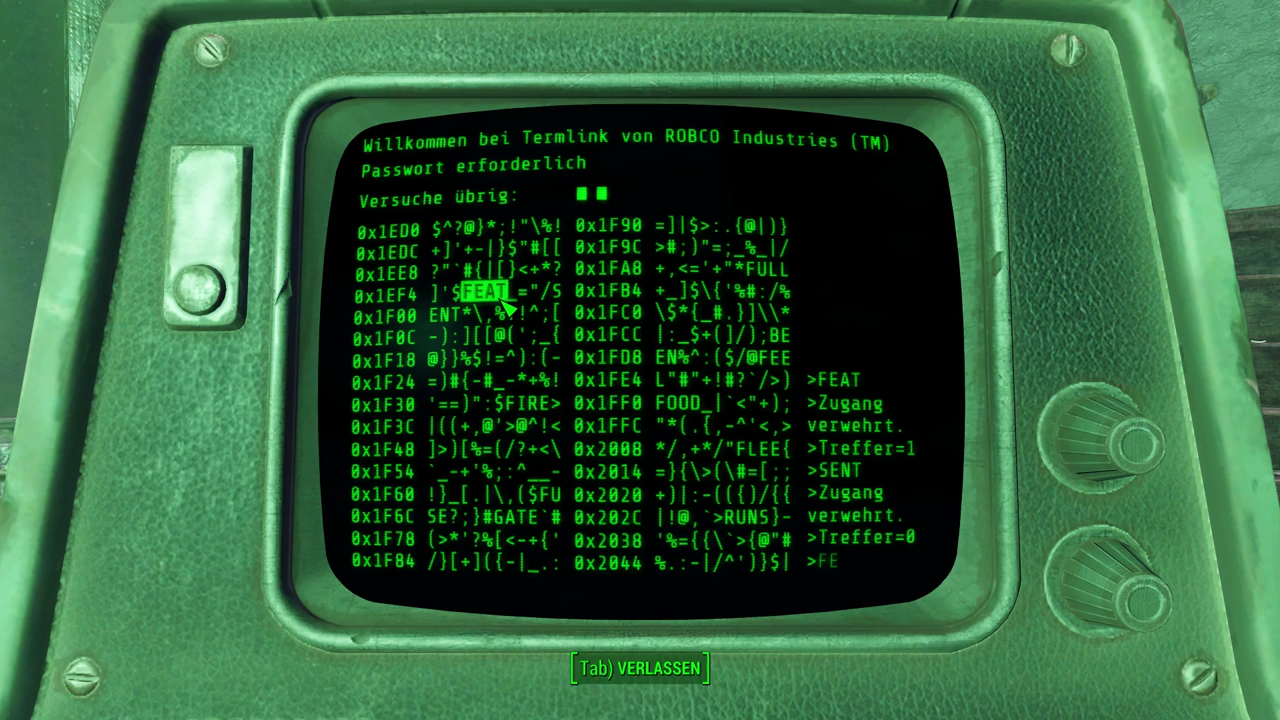 Willkommen bei Termlink von ROBCO Industries (TM)
Passwort erforderlich
Versuche übrig: ■ ■
0x1ED0 $^?@}*;!"\%! 0x1F90 =]|$>:.{@|)}
0x1EDC +]'+-|}$"#[[ 0x1F9C >#;)"=;_%_|/
0x1EE8 ?"`#{|[}<+*? 0x1FA8 +,<='+"*FULL
0x1EF4 ]'$FEAT_="/S 0x1FB4 +_]$\{'%#:/%
0x1F00 ENT*\,%?!^;[ 0x1FC0 \$*{_#.}]\\*
0x1F0C -):][[@(';_{ 0x1FCC |:_$+(]/);BE
0x1F18 @}}%$!=^):(- 0x1FD8 EN%^:($/@FEE
0x1F24 =)#{-#_-*+%! 0x1FE4 L"#"+!#?`/>) >FEAT
0x1F30 '==)":$FIRE> 0x1FF0 FOOD_|`<"+); >Zugang
0x1F3C |((+,@'>@^!< 0x1FFC "*(.{,-^'<,> verwehrt.
0x1F48 ]>)[%=(/?+<\ 0x2008 */,+*/"FLEE{ >Treffer=1
0x1F54 `_-+'%;:^__- 0x2014 =}{\>(\#=[;; >SENT
0x1F60 !}_[.|\,($FU 0x2020 +)|:-(({)/{{ >Zugang
0x1F6C SE?;}#GATE`# 0x202C |!@,`>RUNS}- verwehrt.
0x1F78 (>*'?%[<-+{' 0x2038 '%={{\`>{@"# >Treffer=0
0x1F84 /}[+]({-|_.: 0x2044 %.:-|/^')}$| >FE
[Tab) VERLASSEN]